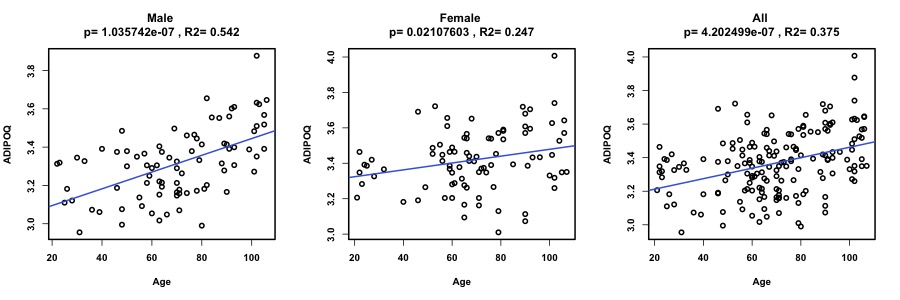 Male
p= 1.035742e-07 , R2= 0.542
ADIPOQ
3.8
3.6
3.4
3.2
3.0
20 40 60 80 100
Age
Female
p= 0.02107603 , R2= 0.247
ADIPOQ
4.0
3.8
3.6
3.4
3.2
3.0
20 40 60 80 100
Age
All
p= 4.202499e-07 , R2= 0.375
ADIPOQ
4.0
3.8
3.6
3.4
3.2
3.0
20 40 60 80 100
Age